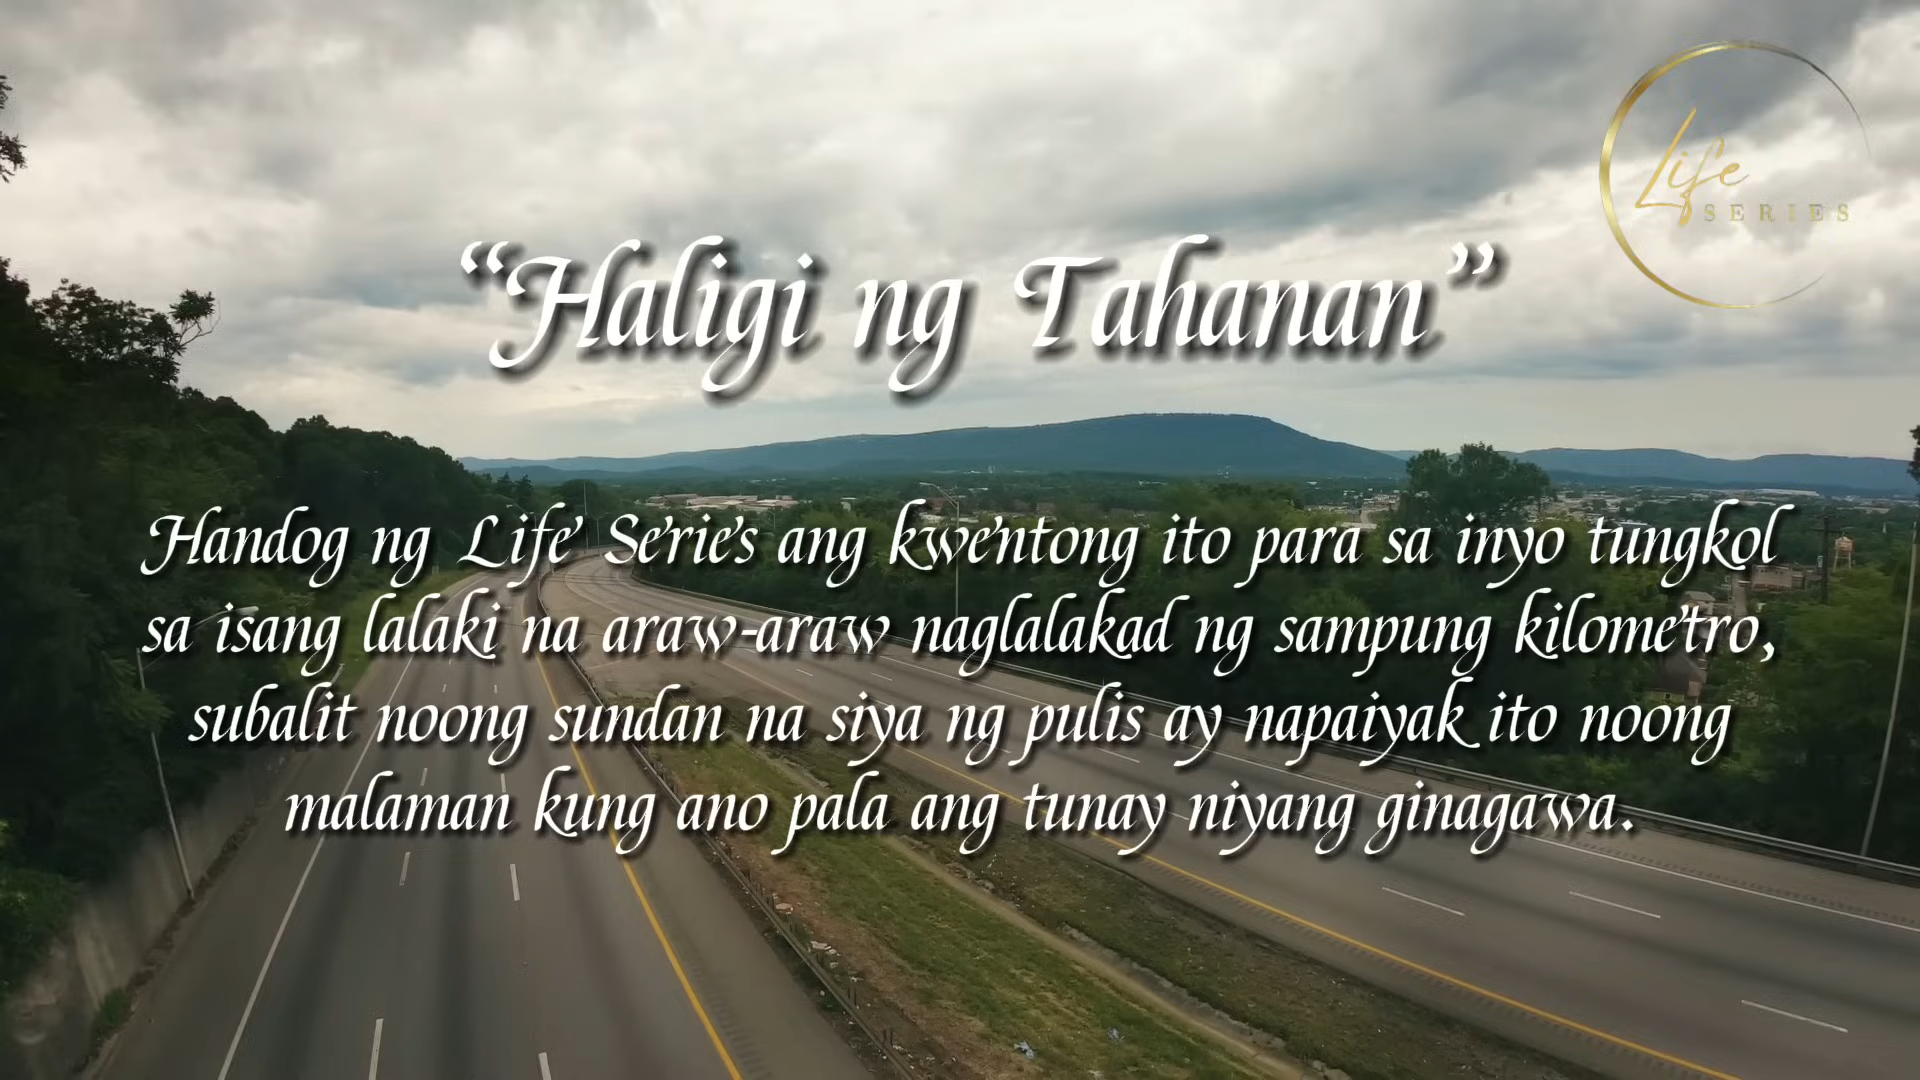 Life
SERIES
“Haligi ng Tahanan”
Handog ng Life Series ang kwentong ito para sa inyo tungkol
sa isang lalaki na araw-araw naglalakad ng sampung kilometro,
subalit noong sundan na siya ng pulis ay napaiyak ito noong
malaman kung ano pala ang tunay niyang ginagawa.